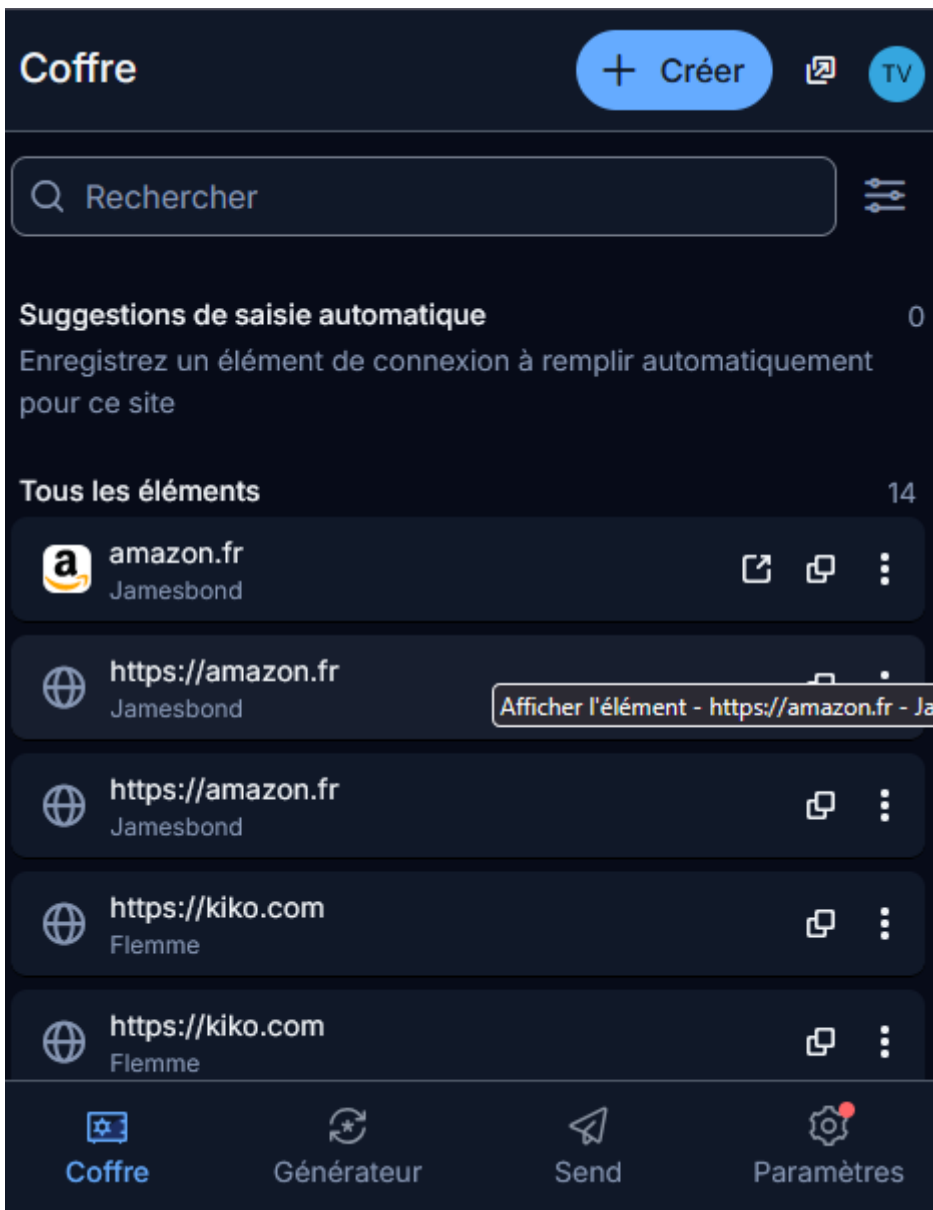 Coffre
+ Créer
TV
Rechercher
Suggestions de saisie automatique
0
Enregistrez un élément de connexion à remplir automatiquement
pour ce site
Tous les éléments
14
a
amazon.fr
Jamesbond
https://amazon.fr
Jamesbond
Afficher l'élément - https://amazon.fr - Ja
https://amazon.fr
Jamesbond
https://kiko.com
Flemme
https://kiko.com
Flemme
Coffre
Générateur
Send
Paramètres